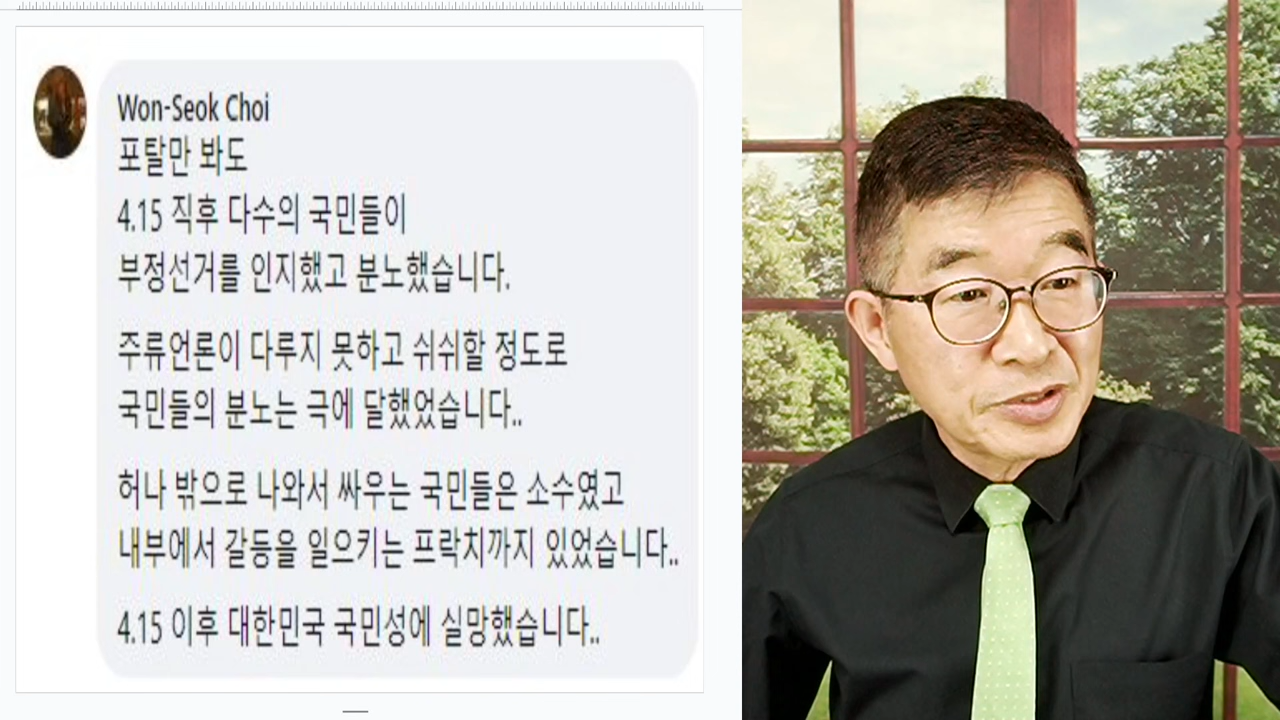 Won-Seok Choi
포탈만 봐도
4.15 직후 다수의 국민들이
부정선거를 인지했고 분노했습니다.
주류언론이 다루지 못하고 쉬쉬할 정도로
국민들의 분노는 극에 달했었습니다..
허나 밖으로 나와서 싸우는 국민들은 소수였고
내부에서 갈등을 일으키는 프락치까지 있었습니다..
4.15 이후 대한민국 국민성에 실망했습니다..